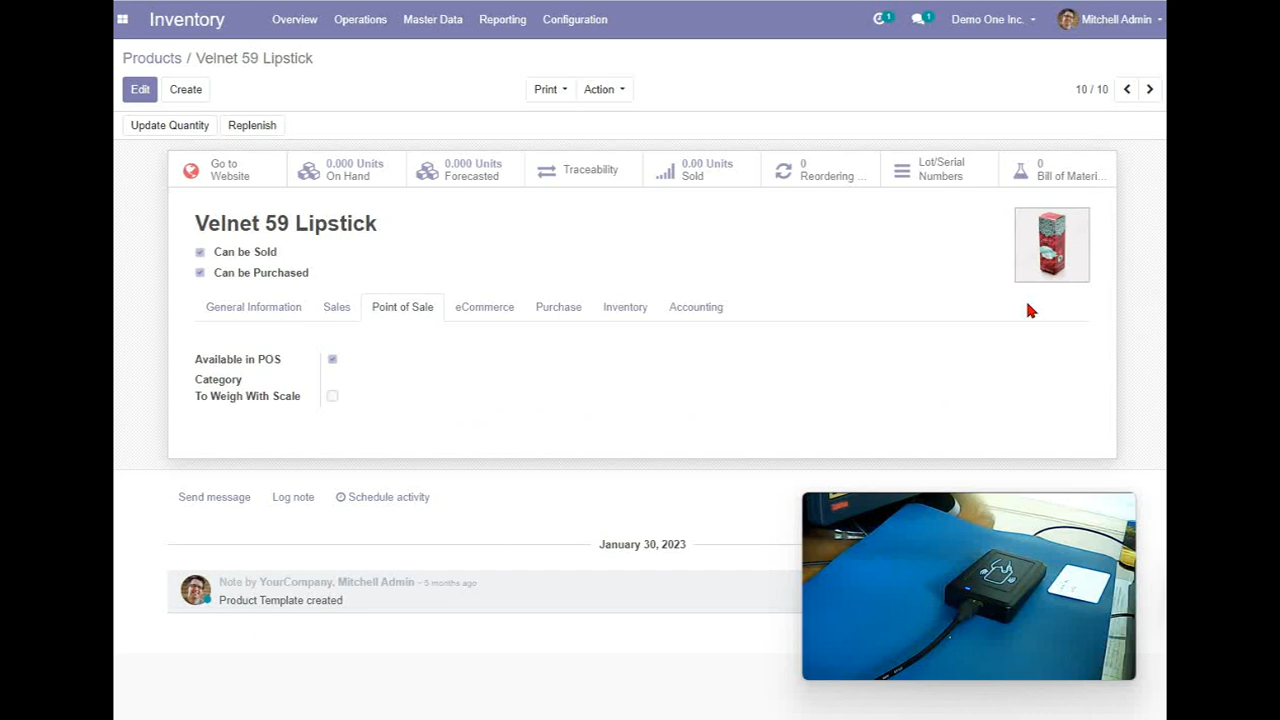 Inventory Overview Operations Master Data Reporting Configuration 1 1 Demo One Inc. Mitchell Admin
Products / Velnet 59 Lipstick
Edit Create Print Action 10 / 10
Update Quantity Replenish
Go to Website
0.000 Units On Hand
0.000 Units Forecasted
Traceability
0.00 Units Sold
0 Reordering ...
Lot/Serial Numbers
0 Bill of Materi...
Velnet 59 Lipstick
Can be Sold
Can be Purchased
General Information Sales Point of Sale eCommerce Purchase Inventory Accounting
Available in POS
Category
To Weigh With Scale
Send message Log note Schedule activity
January 30, 2023
Note by YourCompany, Mitchell Admin - 5 months ago
Product Template created